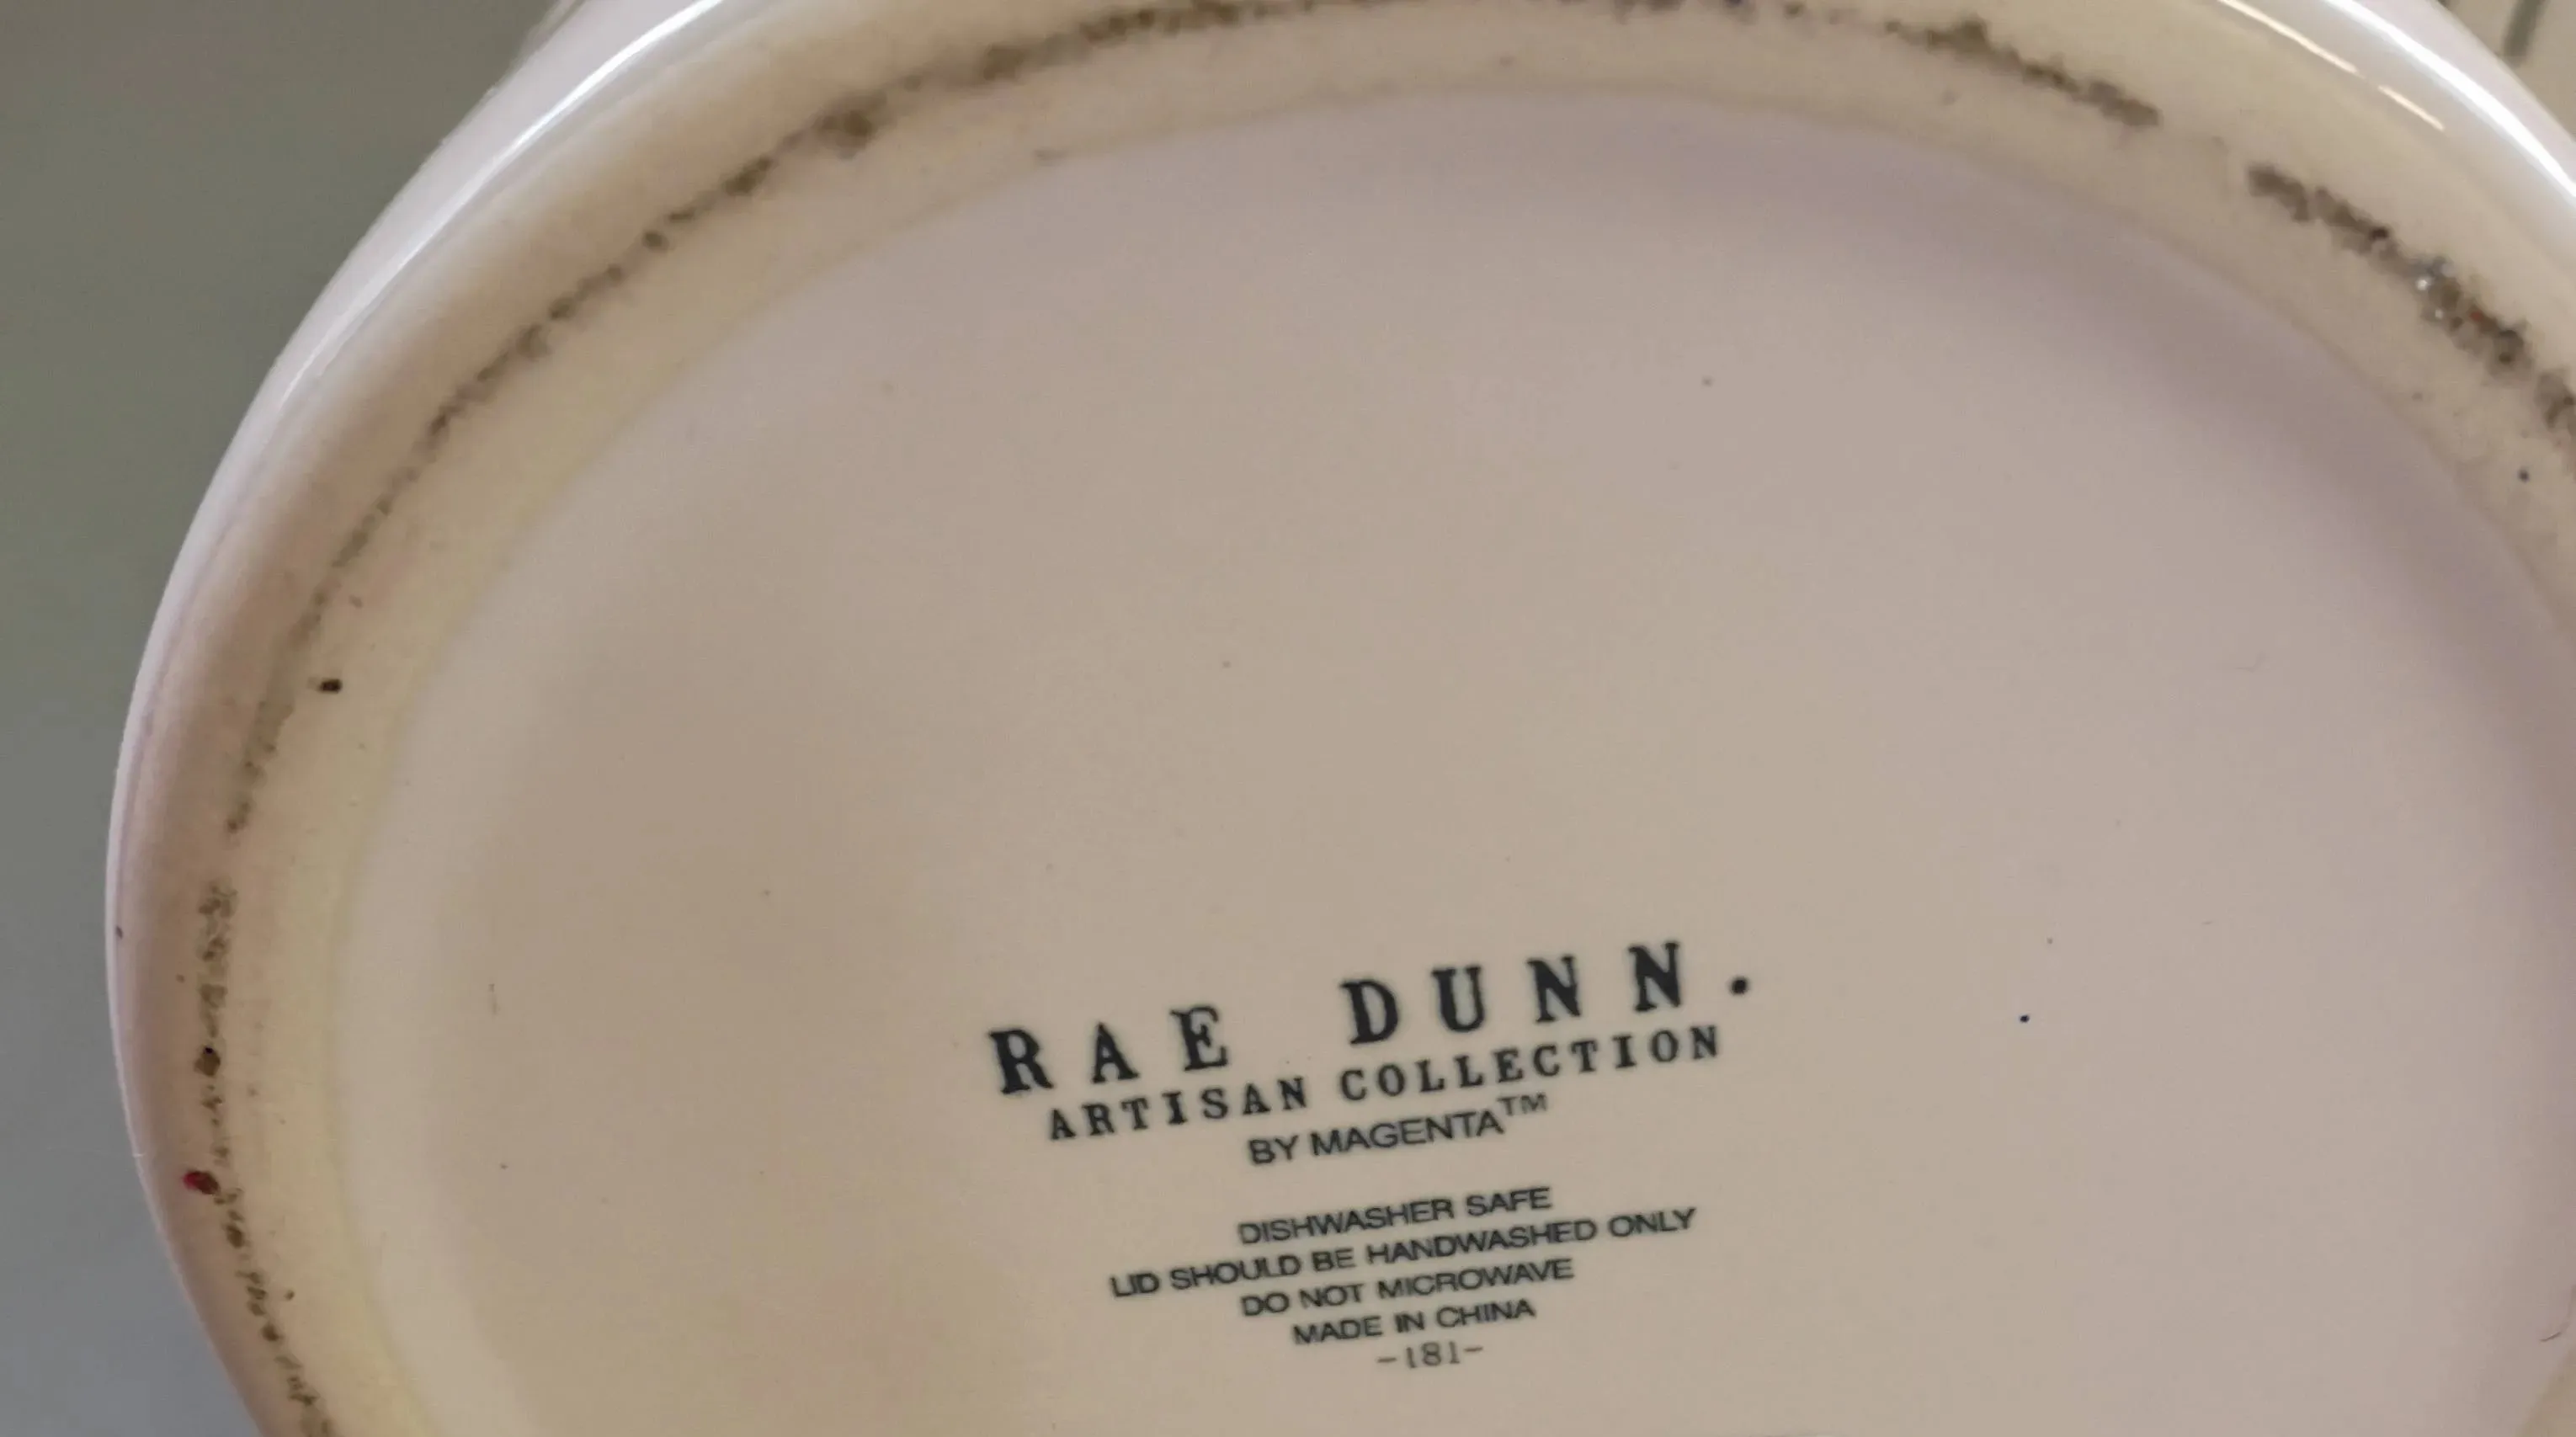 RAE DUNN.
ARTISAN COLLECTION
BY MAGENTA™
DISHWASHER SAFE
LID SHOULD BE HANDWASHED ONLY
DO NOT MICROWAVE
MADE IN CHINA
-181-